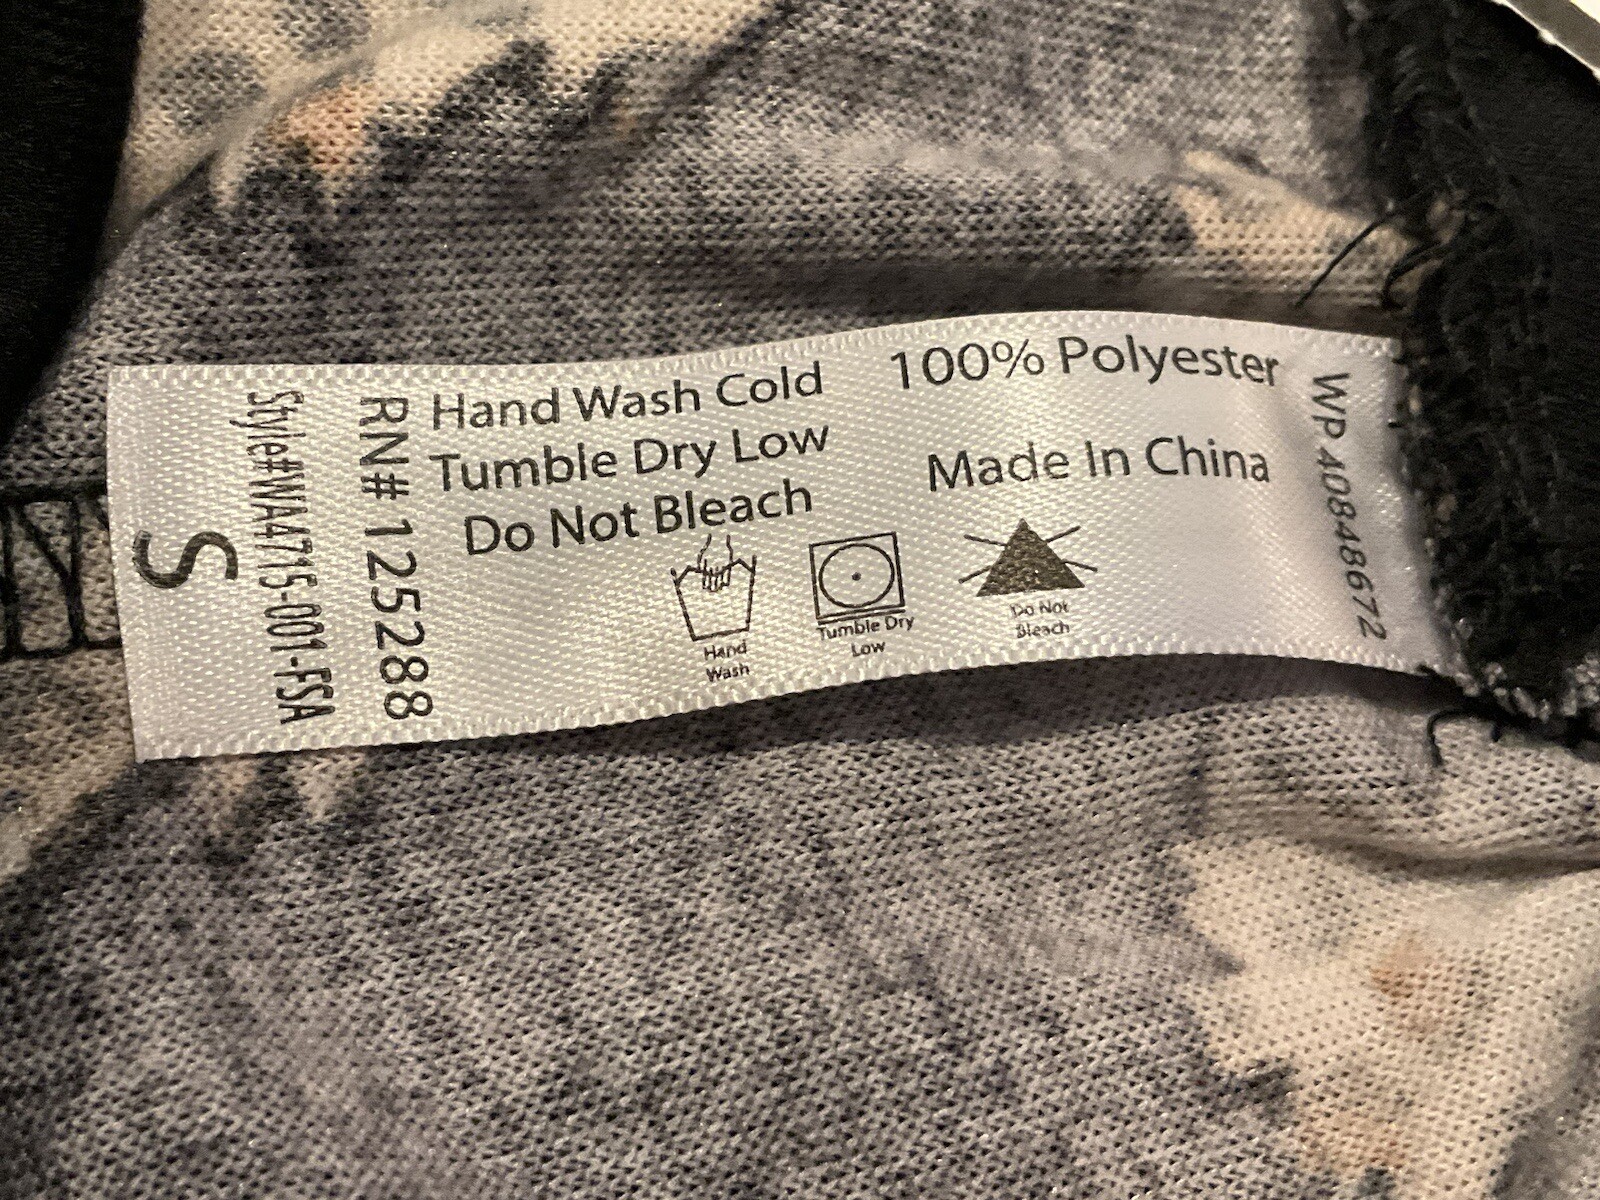 Hand Wash Cold
Tumble Dry Low
Do Not Bleach
100% Polyester
Made In China
Hand
Wash
Tumble Dry
Low
Do Not
Bleach
RN# 125288
Style#WA4715-001-FSA
S
WP 4084848672